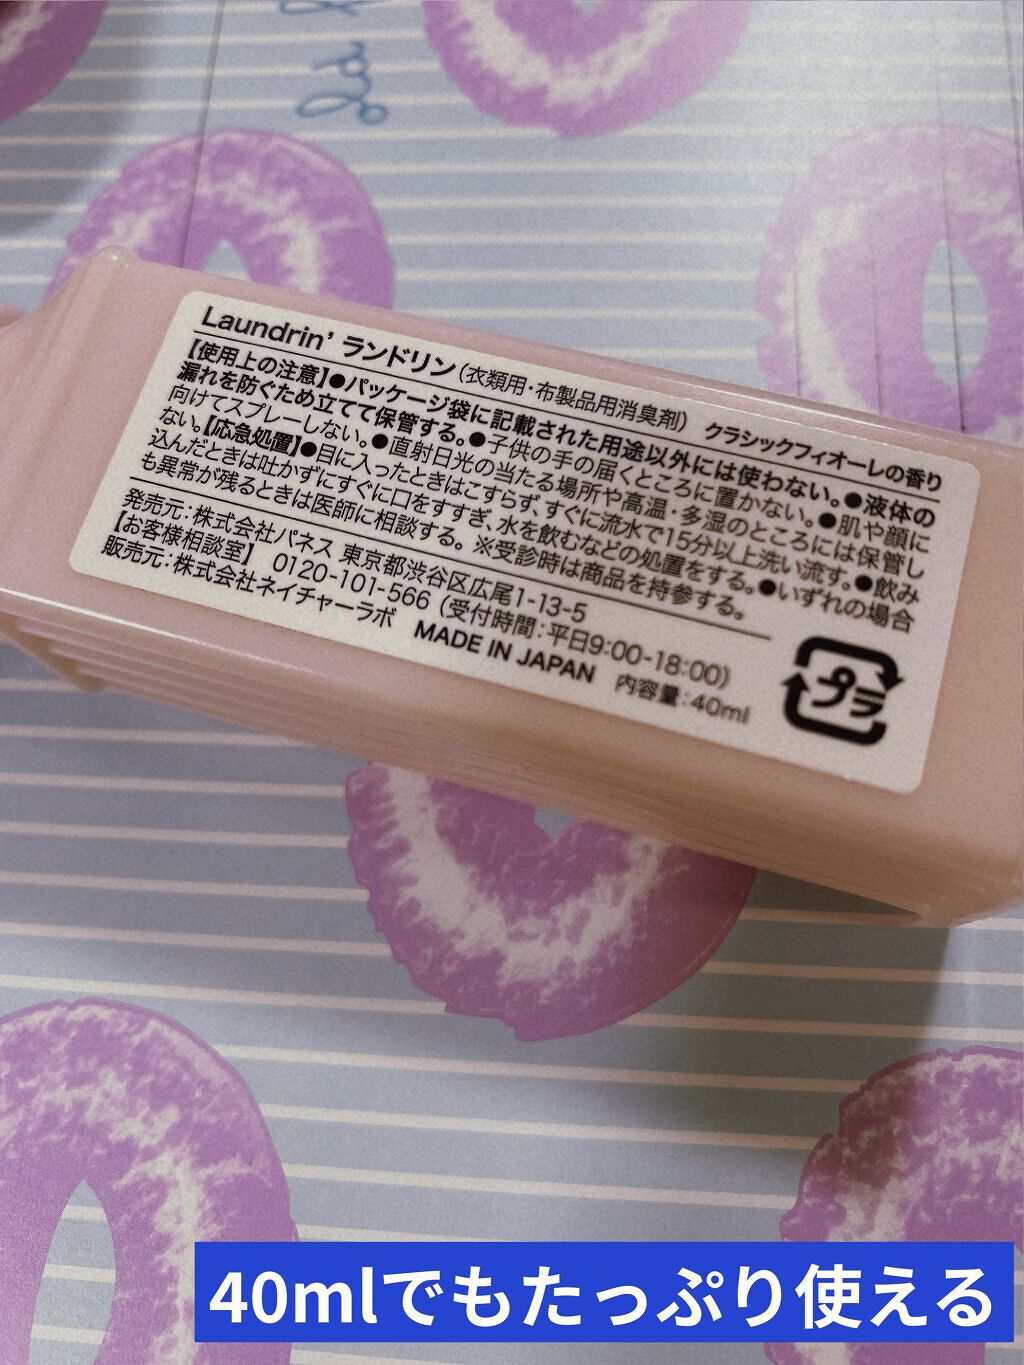 Laundrin' ランドリン(衣類用・布製品用消臭剤) クラシックフィオーレの香り
【使用上の注意】●パッケージ袋に記載された用途以外には使わない。●液体の
漏れを防ぐため立てて保管する。●子供の手の届くところに置かない。●肌や顔に
向けてスプレーしない。●直射日光の当たる場所や高温・多湿のところには保管し
ない。【応急処置】●目に入ったときはこすらず、すぐに流水で15分以上洗い流す。●飲み
込んだときは吐かずにすぐに口をすすぎ、水を飲むなどの処置をする。●いずれの場合
も異常が残るときは医師に相談する。※受診時は商品を持参する。
発売元:株式会社パネス 東京都渋谷区広尾1-13-5
【お客様相談室】 0120-101-566(受付時間:平日9:00-18:00)
販売元:株式会社ネイチャーラボ MADE IN JAPAN 内容量:40ml
プラ
40mlでもたっぷり使える